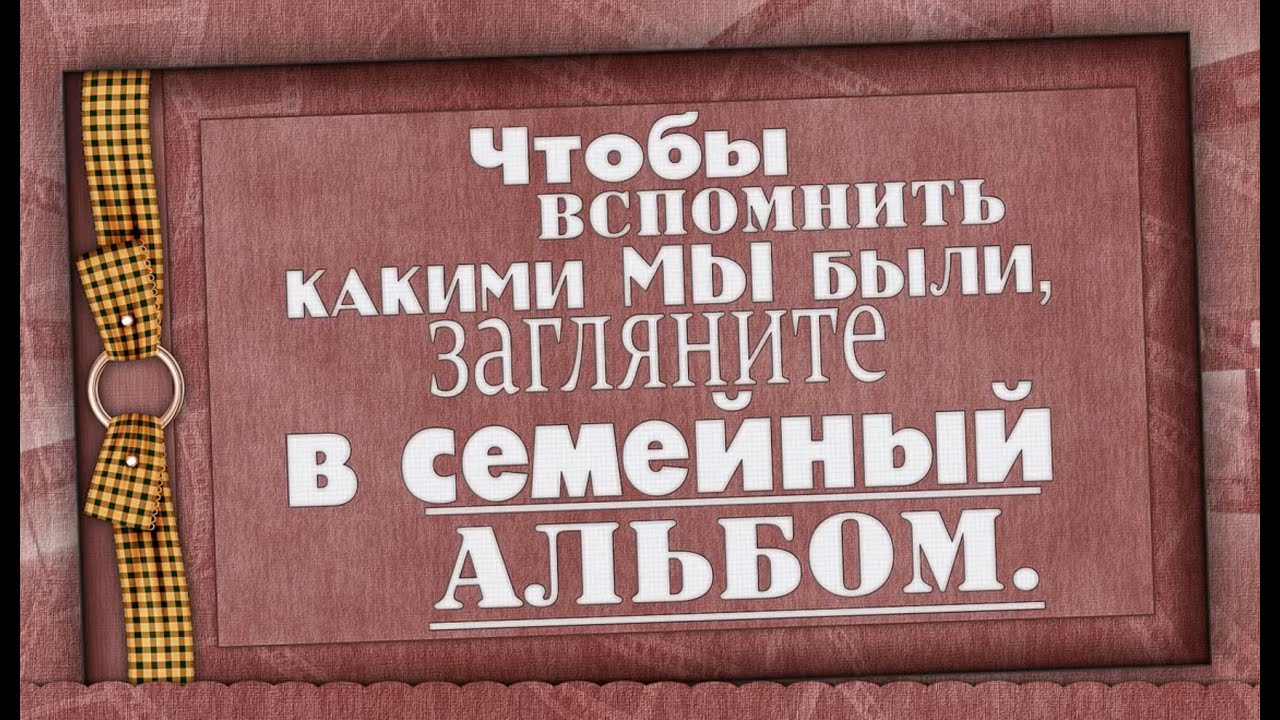 Чтобы
ВСПОМНИТЬ
КАКИМИ МЫ БЫЛИ,
ЗАГЛЯНИТЕ
В СЕМЕЙНЫЙ
АЛЬБОМ.